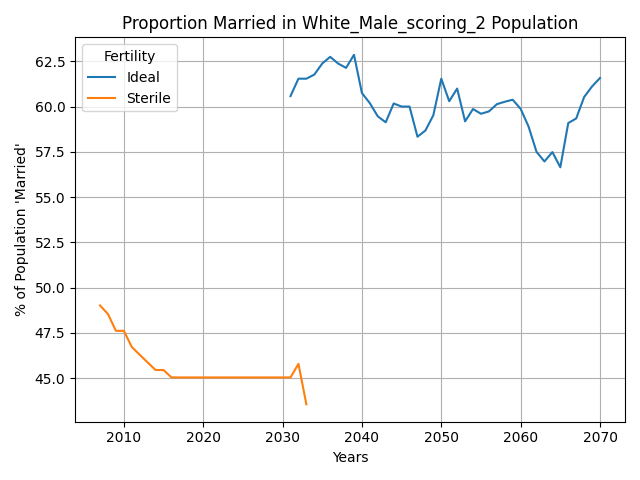 Proportion Married in White_Male_scoring_2 Population
Fertility
Ideal
Sterile
% of Population 'Married'
62.5
60.0
57.5
55.0
52.5
50.0
47.5
45.0
2010 2020 2030 2040 2050 2060 2070
Years